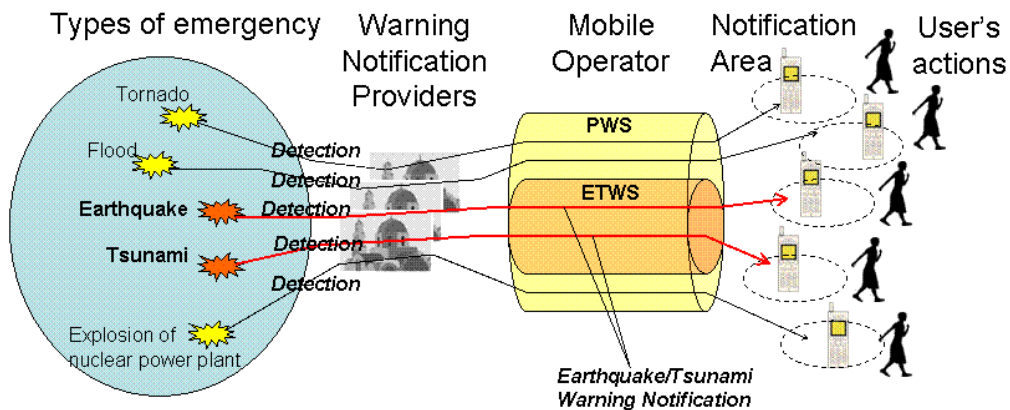 Types of emergency
Warning
Notification
Providers
Mobile
Operator
Notification
Area
User's
actions
Tornado
Flood
Earthquake
Tsunami
Explosion of
nuclear power plant
Detection
Detection
Detection
Detection
Detection
PWS
ETWS
Earthquake/Tsunami
Warning Notification